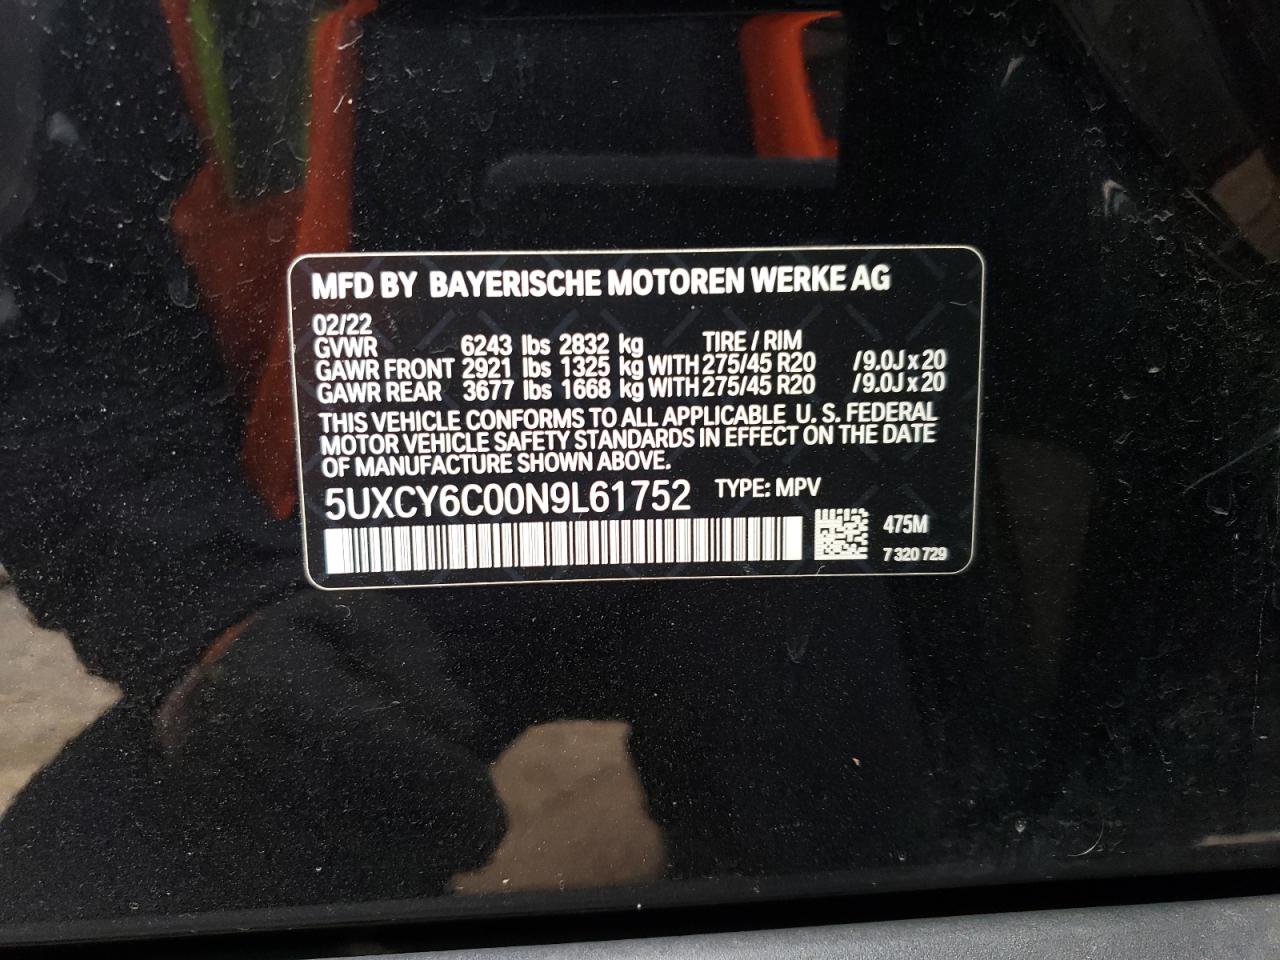 MFD BY BAYERISCHE MOTOREN WERKE AG
02/22
GVWR 6243 lbs 2832 kg TIRE / RIM
GAWR FRONT 2921 lbs 1325 kg WITH 275/45 R20 /9.0J x 20
GAWR REAR 3677 lbs 1668 kg WITH 275/45 R20 /9.0J x 20
THIS VEHICLE CONFORMS TO ALL APPLICABLE U. S. FEDERAL
MOTOR VEHICLE SAFETY STANDARDS IN EFFECT ON THE DATE
OF MANUFACTURE SHOWN ABOVE.
5UXCY6C00N9L61752 TYPE: MPV
475M
7 320 729